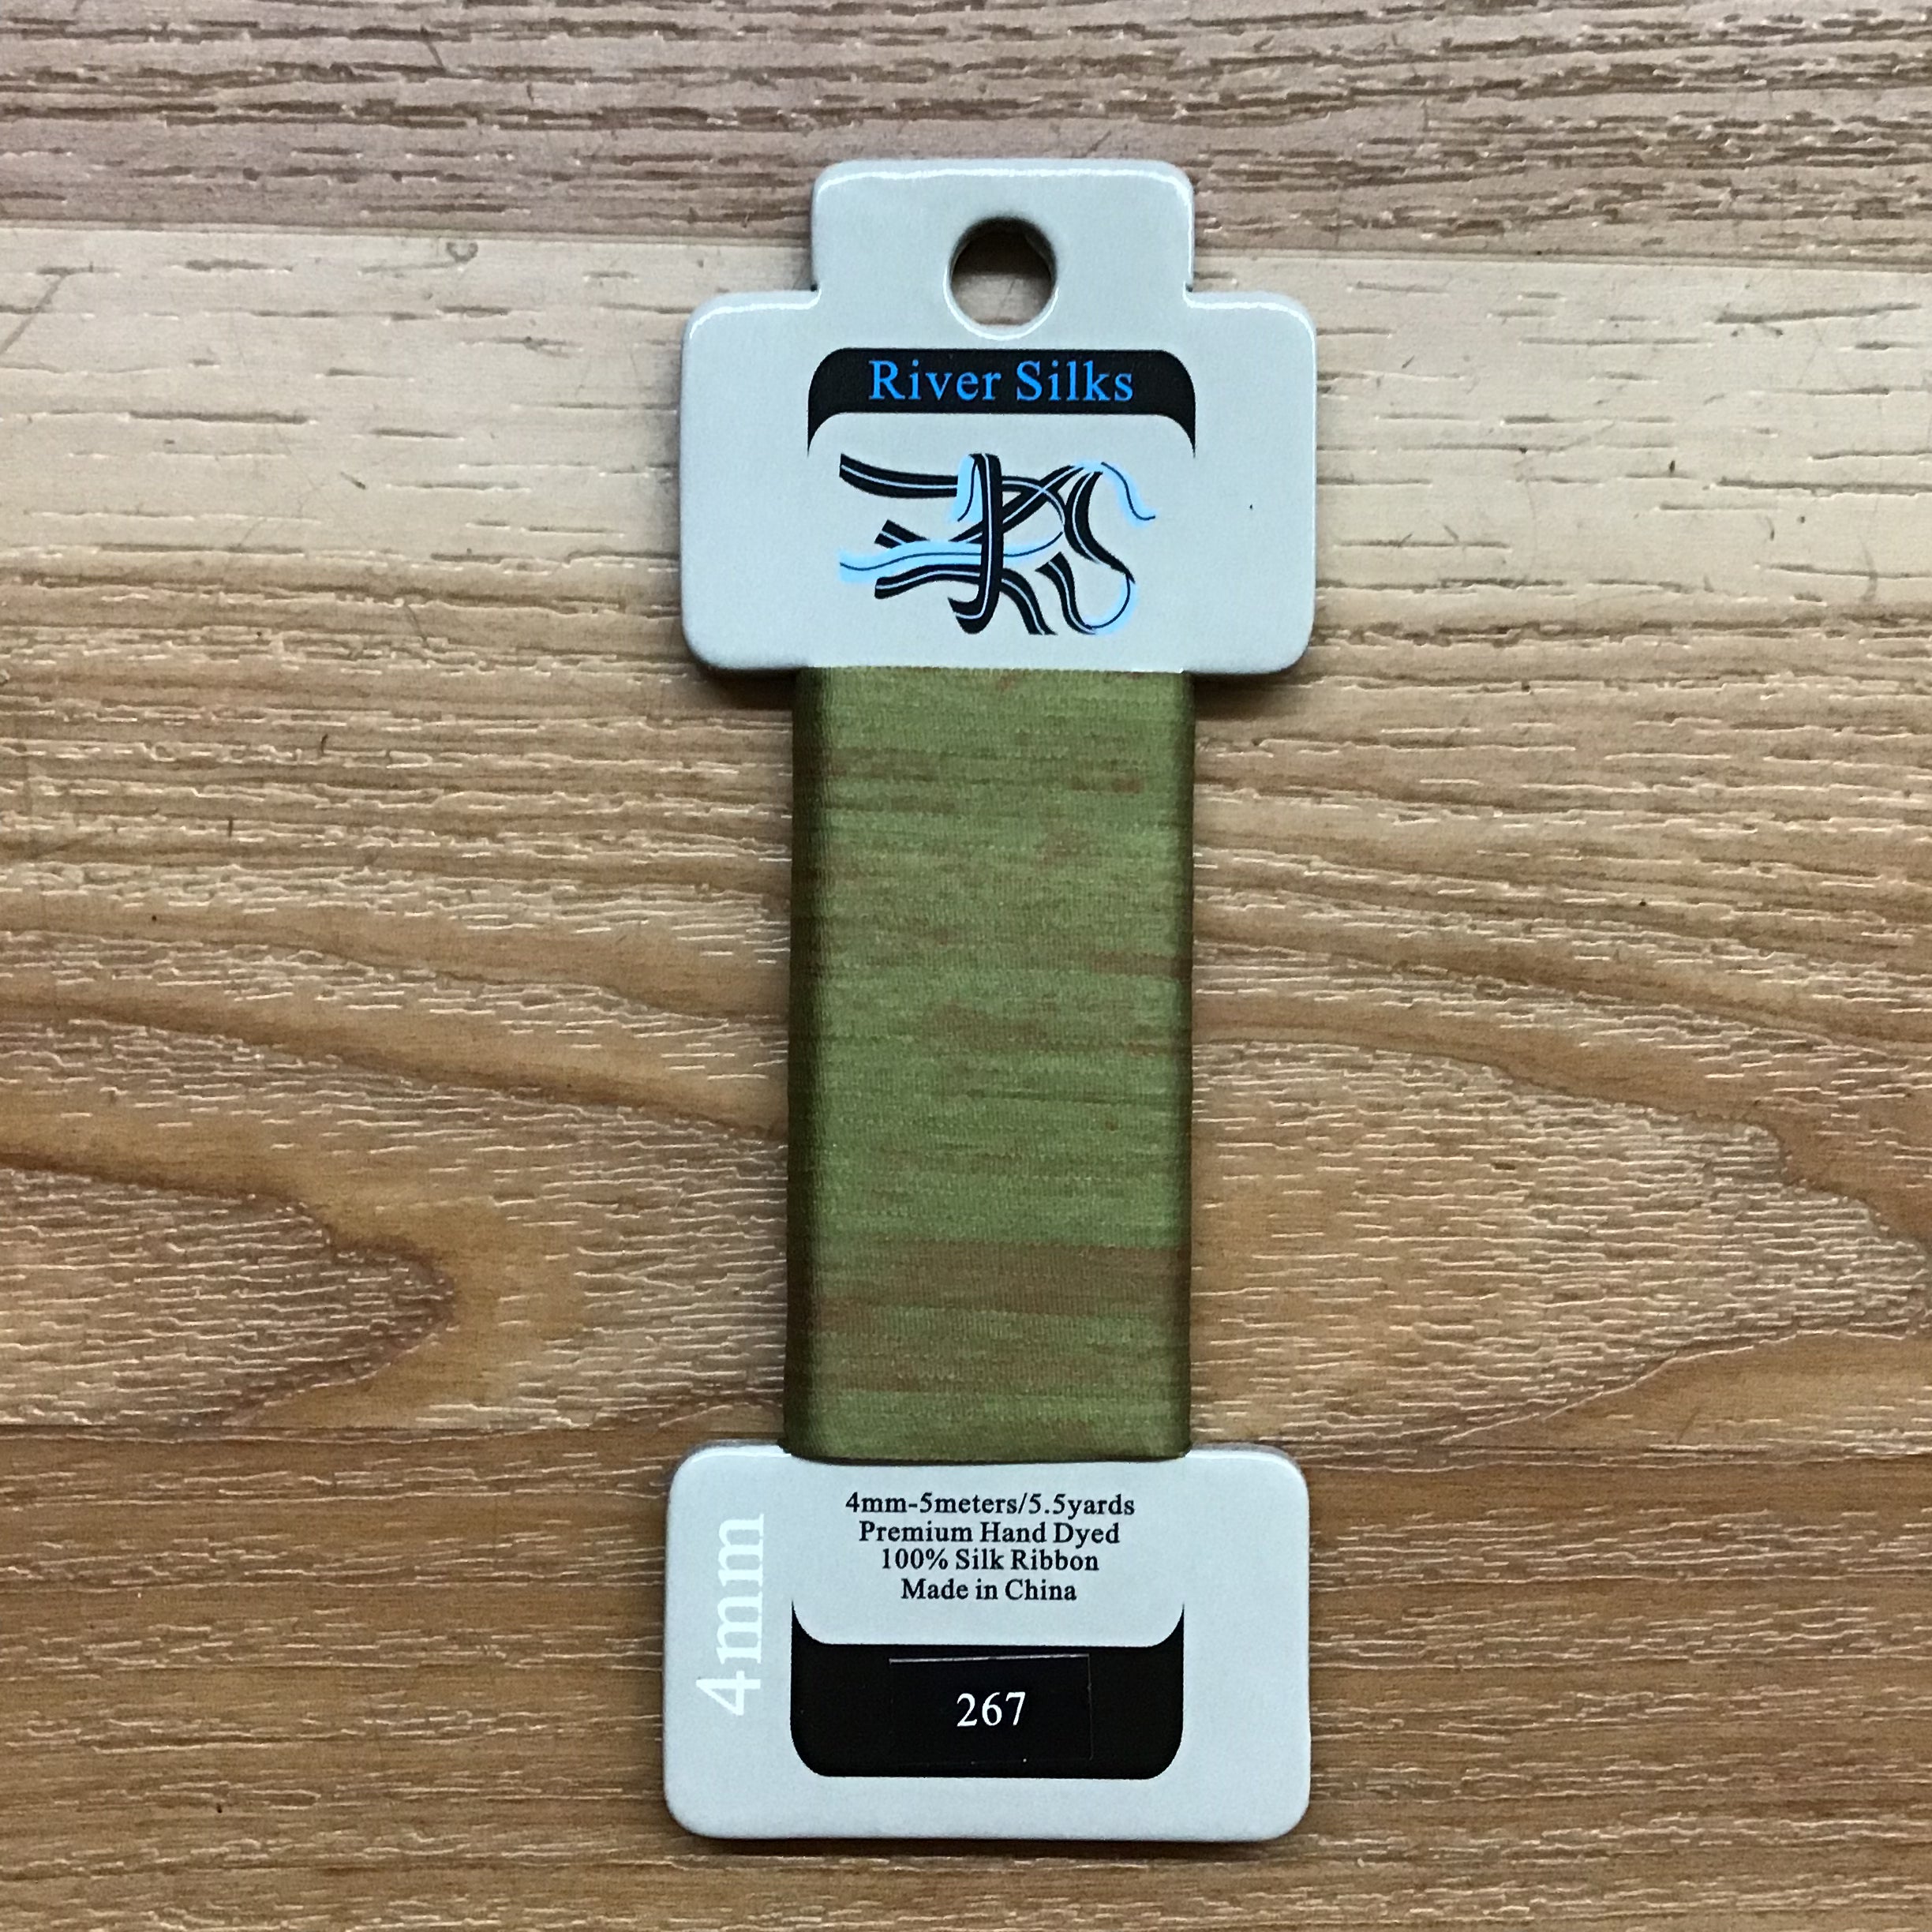 River Silks
4mm-5meters/5.5yards
Premium Hand Dyed
100% Silk Ribbon
Made in China
4mm
267